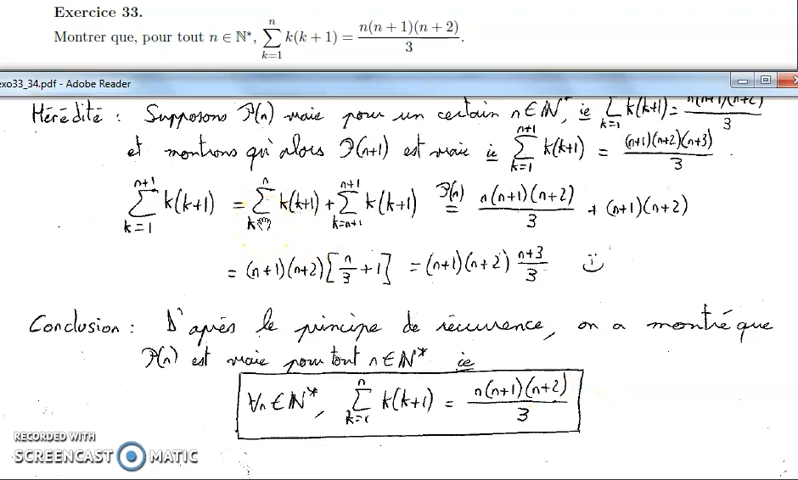 Exercice 33.
Montrer que, pour tout n ∈ ℕ*, ∑_{k=1}^{n} k(k+1) = n(n+1)(n+2)/3.
exo33_34.pdf - Adobe Reader
Hérédité : Supposons P(n) vraie pour un certain n ∈ ℕ*, ie ∑_{k=1} k(k+1) = n(n+1)(n+2)/3
et montrons qu'alors P(n+1) est vraie ie ∑_{k=1}^{n+1} k(k+1) = (n+1)(n+2)(n+3)/3.
∑_{k=1}^{n+1} k(k+1) = ∑_{k=1}^{n} k(k+1) + ∑_{k=n+1}^{n+1} k(k+1) =^{P(n)} n(n+1)(n+2)/3 + (n+1)(n+2)
= (n+1)(n+2)[n/3 + 1] = (n+1)(n+2) n+3/3
Conclusion : D'après le principe de récurrence, on a montré que
P(n) est vraie pour tout n ∈ ℕ* ie
∀n ∈ ℕ*, ∑_{k=1}^{n} k(k+1) = n(n+1)(n+2)/3
RECORDED WITH
SCREENCAST MATIC